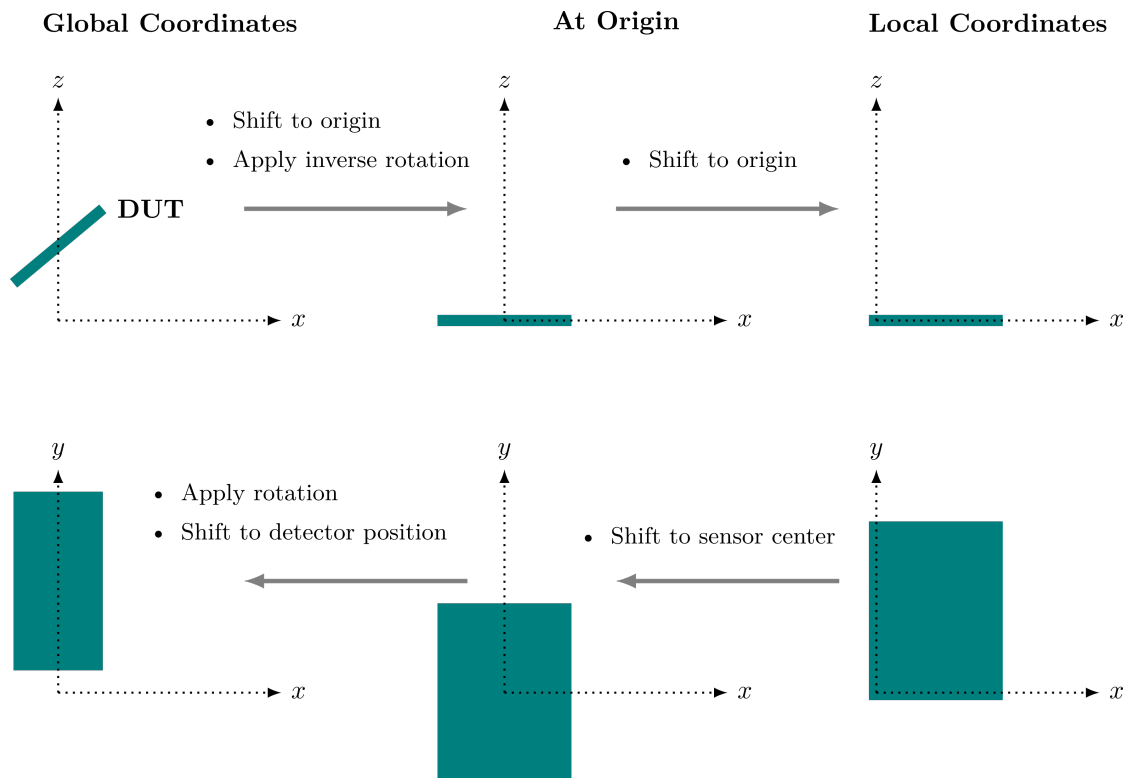 Global Coordinates
At Origin
Local Coordinates
z
z
z
• Shift to origin
• Apply inverse rotation
• Shift to origin
DUT
x
x
x
y
y
y
• Apply rotation
• Shift to detector position
• Shift to sensor center
x
x
x